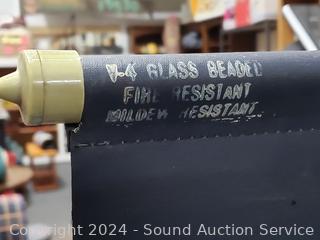 V-4 GLASS BEADED
FIRE RESISTANT
MILDEW RESISTANT
Copyright 2024 - Sound Auction Service